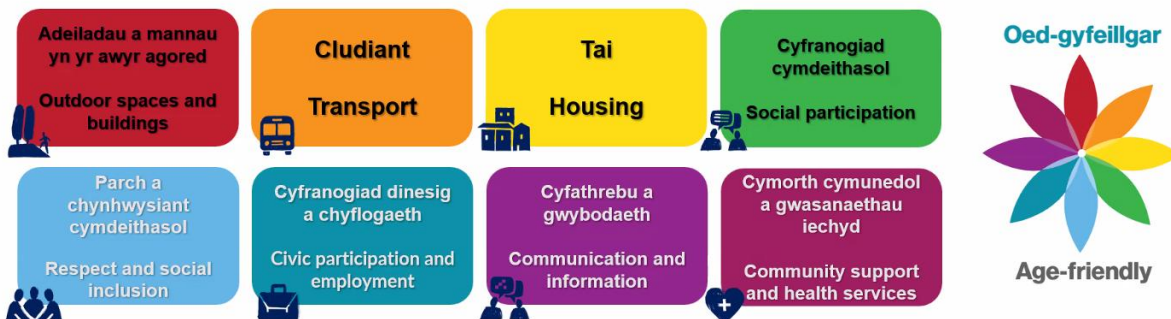 Adeiladau a mannau
yn yr awyr agored
Outdoor spaces and
buildings
Cludiant
Transport
Tai
Housing
Cyfranogiad
cymdeithasol
Social participation
Parch a
chynhwysiant
cymdeithasol
Respect and social
inclusion
Cyfranogiad dinesig
a chyflogaeth
Civic participation and
employment
Cyfathrebu a
gwybodaeth
Communication and
information
Cymorth cymunedol
a gwasanaethau
iechyd
Community support
and health services
Oed-gyfeillgar
Age-friendly